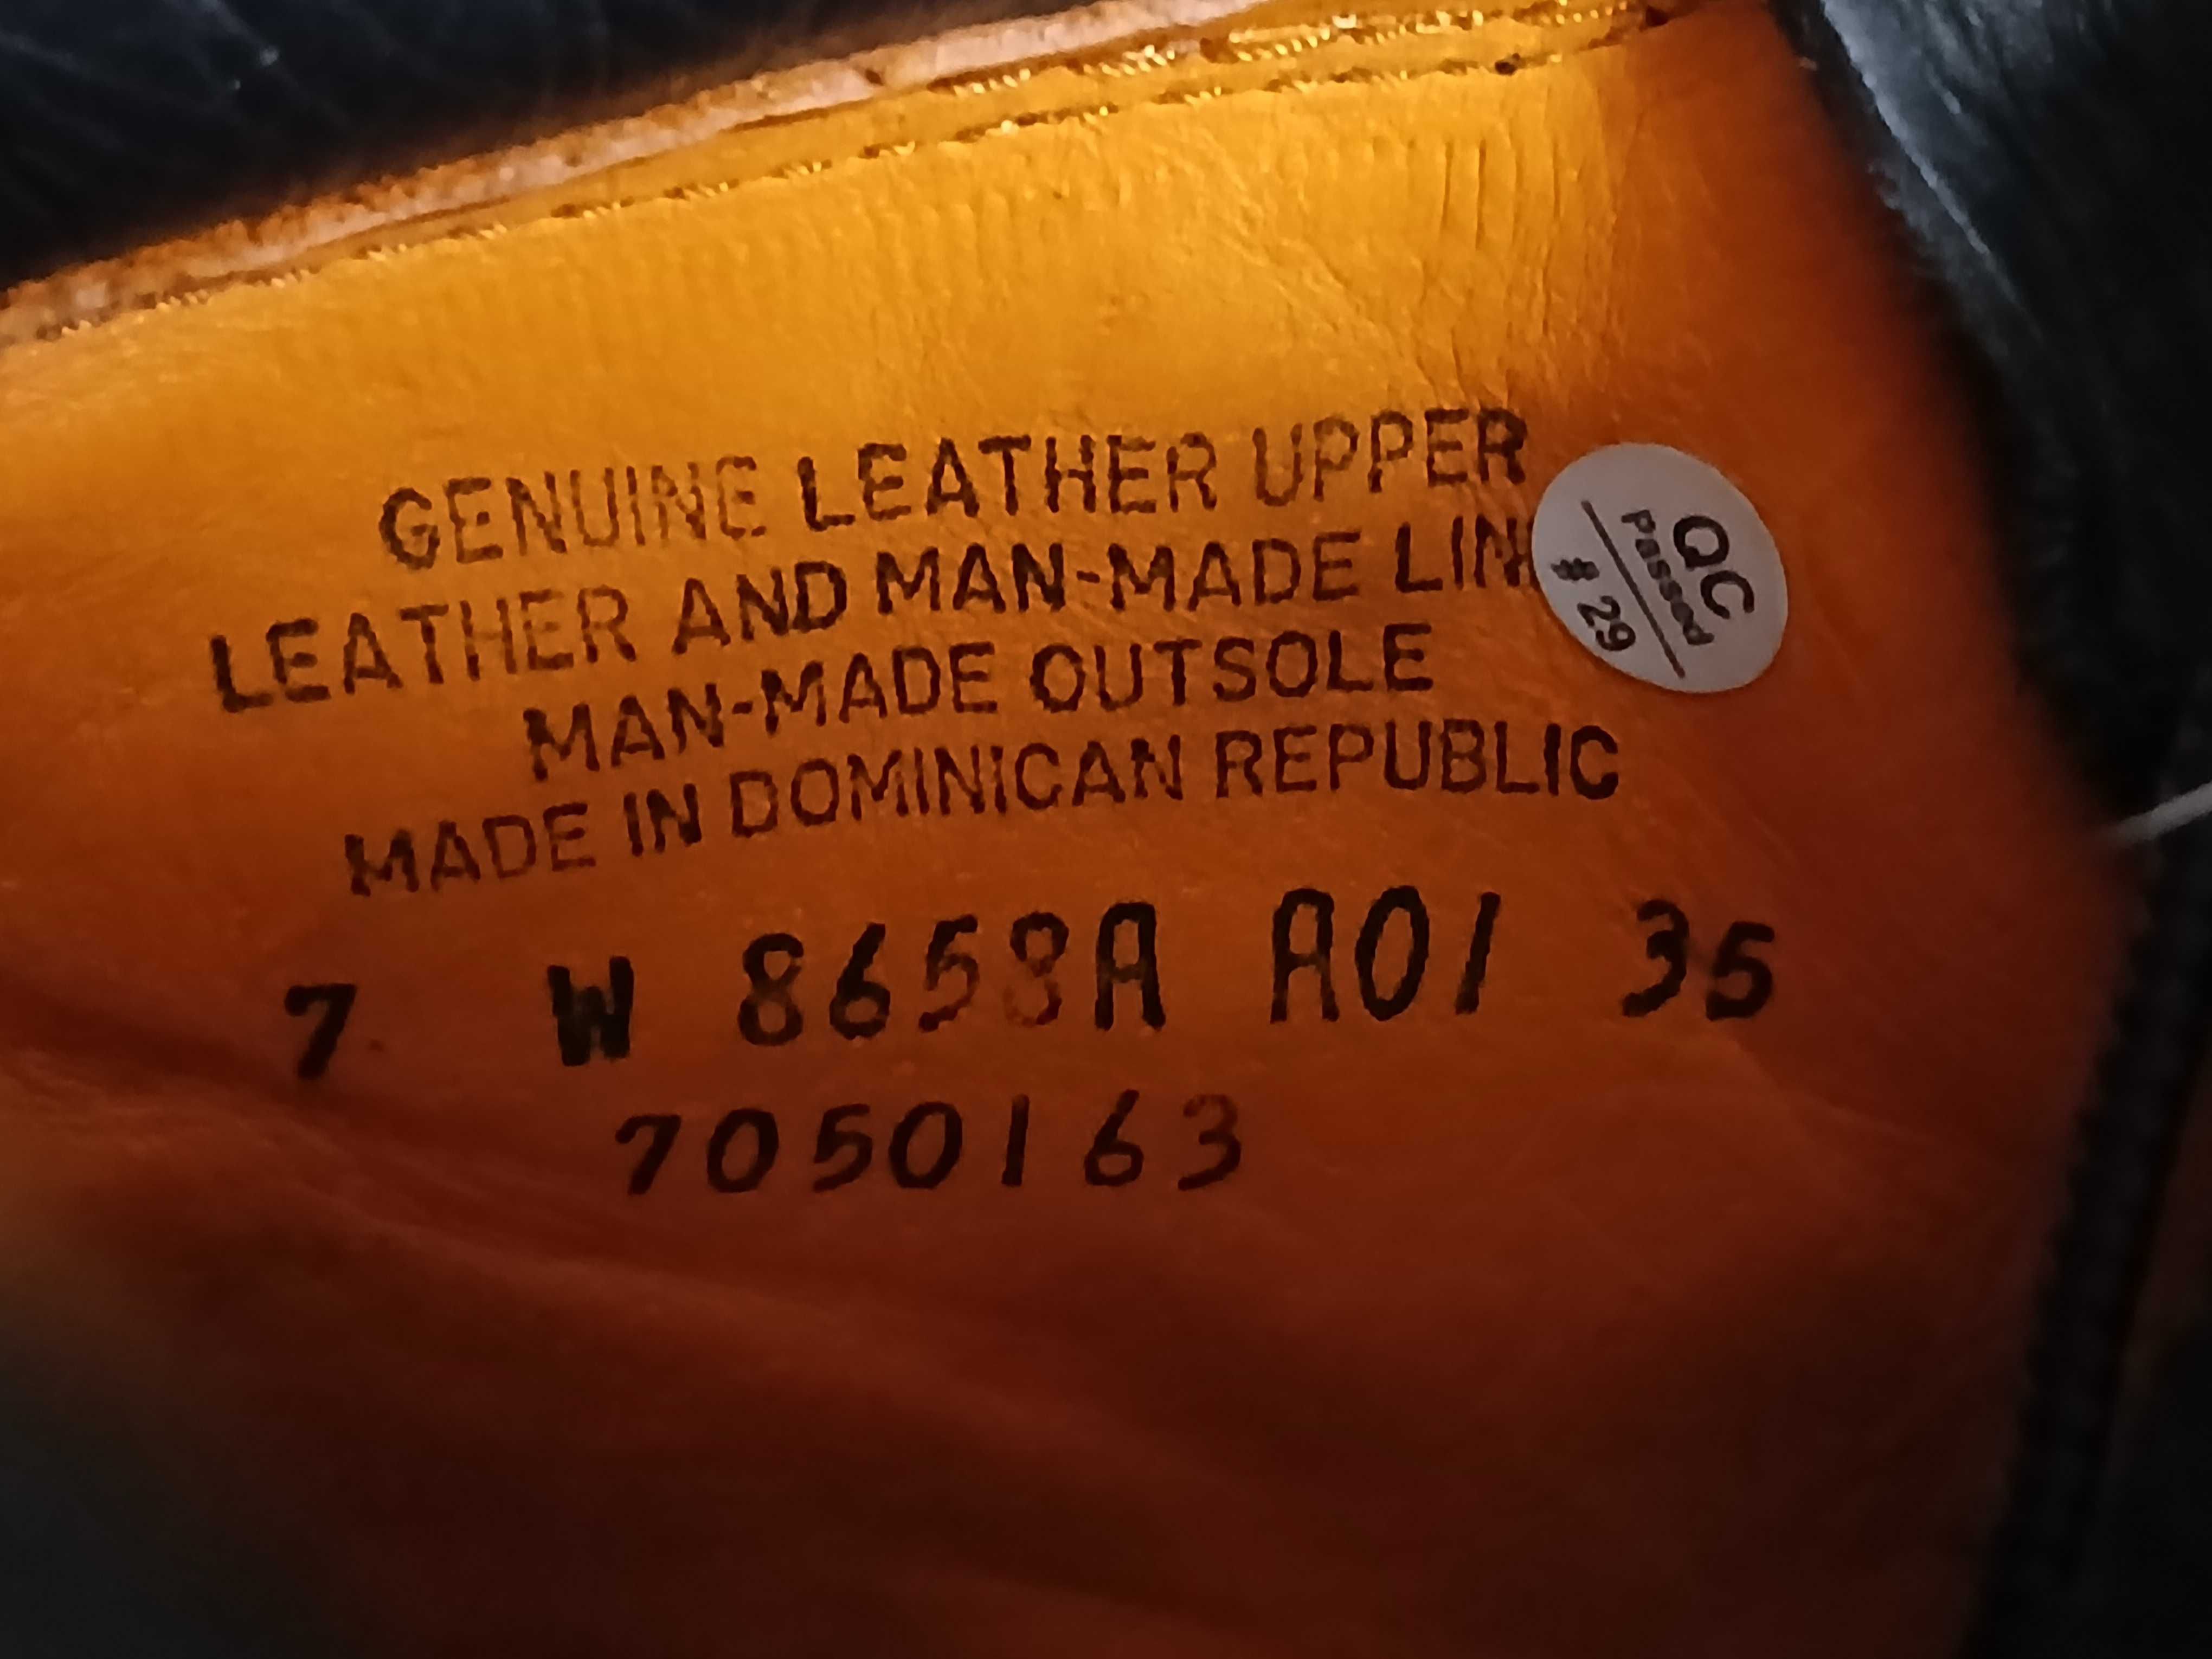 GENUINE LEATHER UPPER
LEATHER AND MAN-MADE LIN
MAN-MADE OUTSOLE
MADE IN DOMINICAN REPUBLIC
7 W 8658A A01 35
7050163
QC
Passed
# 29